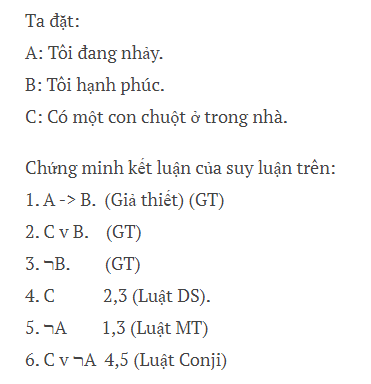 Ta đặt:
A: Tôi đang nhảy.
B: Tôi hạnh phúc.
C: Có một con chuột ở trong nhà.
Chứng minh kết luận của suy luận trên:
1. A -> B. (Giả thiết) (GT)
2. C v B. (GT)
3. ¬B. (GT)
4. C 2,3 (Luật DS).
5. ¬A 1,3 (Luật MT)
6. C v ¬A 4,5 (Luật Conji)